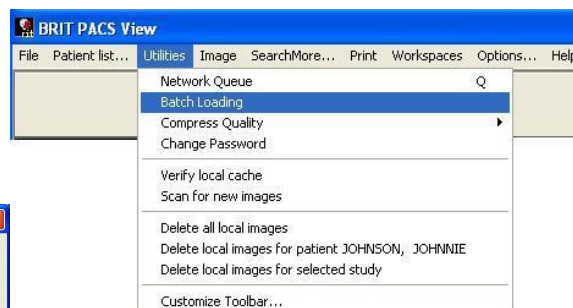 BRIT PACS View
File Patient list... Utilities Image SearchMore... Print Workspaces Options... Help
Network Queue Q
Batch Loading
Compress Quality
Change Password
Verify local cache
Scan for new images
Delete all local images
Delete local images for patient JOHNSON, JOHNNIE
Delete local images for selected study
Customize Toolbar...